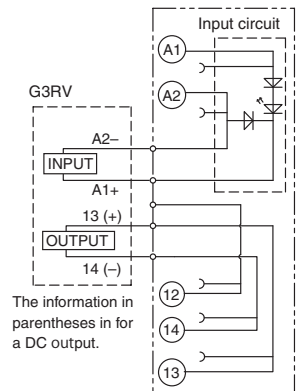 Input circuit
A1
A2
G3RV
A2–
INPUT
A1+
13 (+)
OUTPUT
14 (–)
12
14
13
The information in
parentheses in for
a DC output.